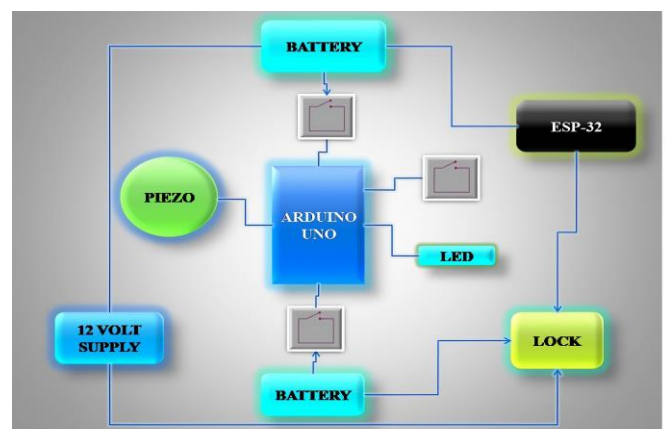 BATTERY
ESP-32
PIEZO
ARDUINO
UNO
LED
12 VOLT
SUPPLY
LOCK
BATTERY